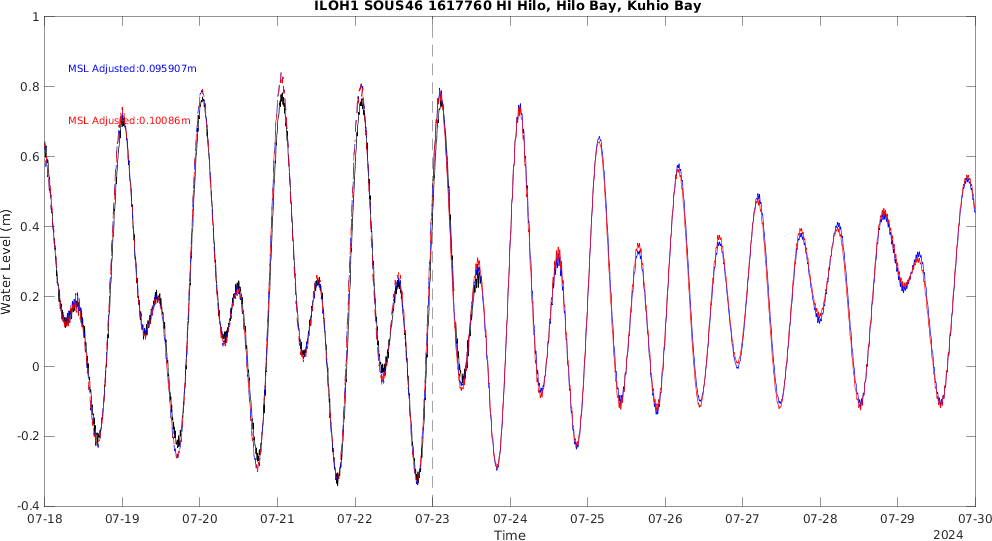 ILOH1 SOUS46 1617760 HI Hilo, Hilo Bay, Kuhio Bay
1
MSL Adjusted:0.095907m
0.8
MSL Adjusted:0.10086m
0.6
0.4
Water Level (m)
0.2
0
-0.2
-0.4
07-18 07-19 07-20 07-21 07-22 07-23 07-24 07-25 07-26 07-27 07-28 07-29 07-30
Time
2024